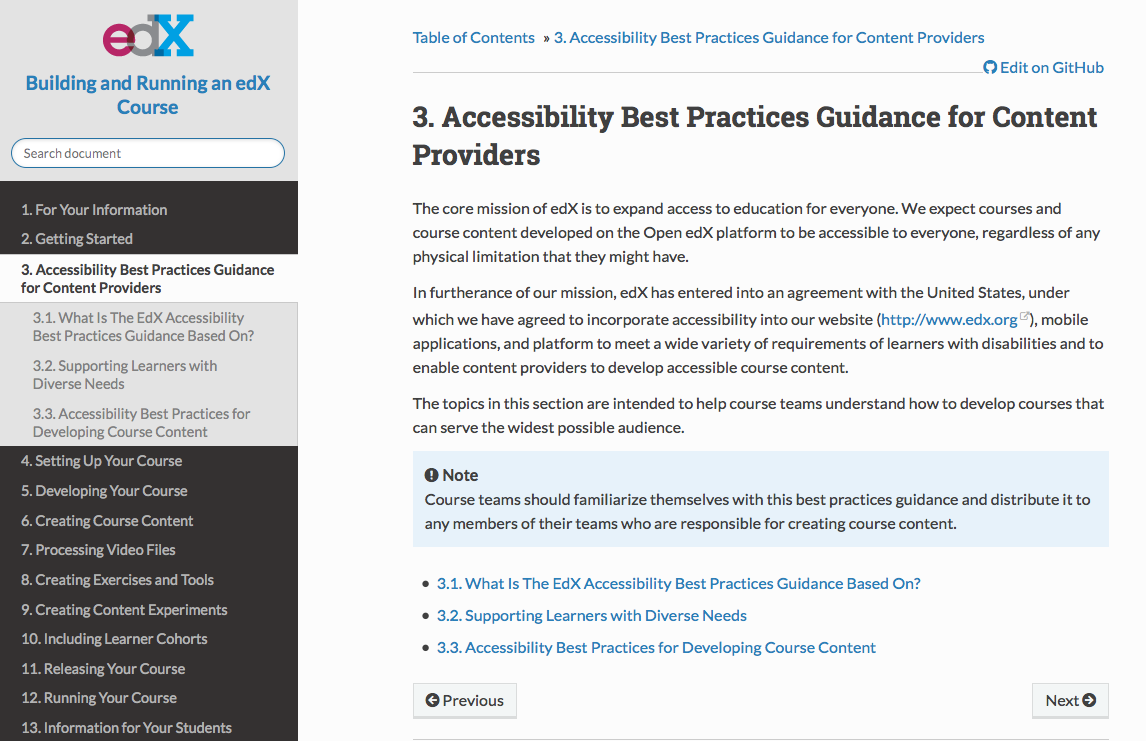 edX
Building and Running an edX
Course
Search document
1. For Your Information
2. Getting Started
3. Accessibility Best Practices Guidance
for Content Providers
3.1. What Is The EdX Accessibility
Best Practices Guidance Based On?
3.2. Supporting Learners with
Diverse Needs
3.3. Accessibility Best Practices for
Developing Course Content
4. Setting Up Your Course
5. Developing Your Course
6. Creating Course Content
7. Processing Video Files
8. Creating Exercises and Tools
9. Creating Content Experiments
10. Including Learner Cohorts
11. Releasing Your Course
12. Running Your Course
13. Information for Your Students
Table of Contents » 3. Accessibility Best Practices Guidance for Content Providers
Edit on GitHub
3. Accessibility Best Practices Guidance for Content
Providers
The core mission of edX is to expand access to education for everyone. We expect courses and
course content developed on the Open edX platform to be accessible to everyone, regardless of any
physical limitation that they might have.
In furtherance of our mission, edX has entered into an agreement with the United States, under
which we have agreed to incorporate accessibility into our website (http://www.edx.org), mobile
applications, and platform to meet a wide variety of requirements of learners with disabilities and to
enable content providers to develop accessible course content.
The topics in this section are intended to help course teams understand how to develop courses that
can serve the widest possible audience.
Note
Course teams should familiarize themselves with this best practices guidance and distribute it to
any members of their teams who are responsible for creating course content.
• 3.1. What Is The EdX Accessibility Best Practices Guidance Based On?
• 3.2. Supporting Learners with Diverse Needs
• 3.3. Accessibility Best Practices for Developing Course Content
Previous
Next